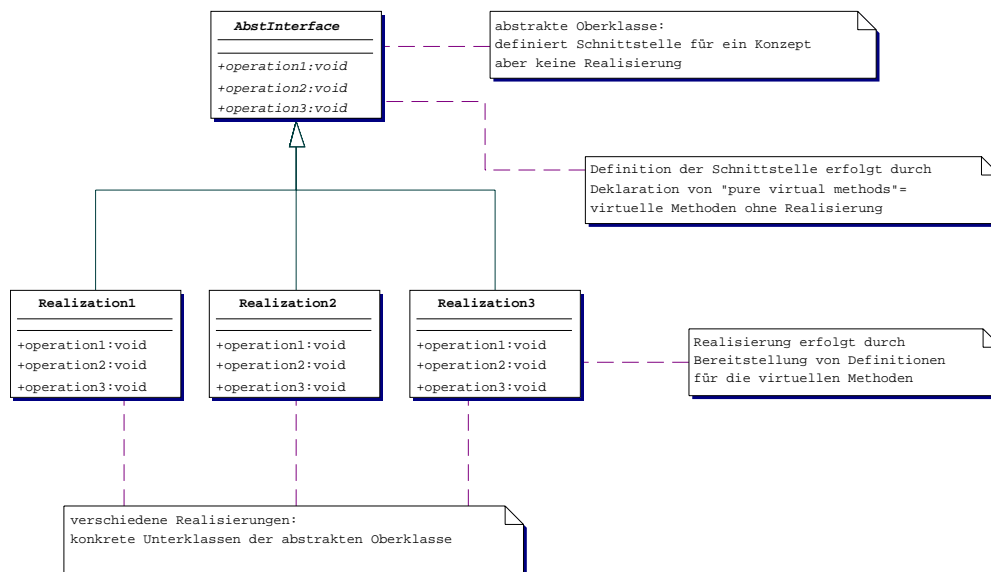 AbstInterface
+operation1:void
+operation2:void
+operation3:void
abstrakte Oberklasse:
definiert Schnittstelle für ein Konzept
aber keine Realisierung
Definition der Schnittstelle erfolgt durch
Deklaration von "pure virtual methods"=
virtuelle Methoden ohne Realisierung
Realization1
+operation1:void
+operation2:void
+operation3:void
Realization2
+operation1:void
+operation2:void
+operation3:void
Realization3
+operation1:void
+operation2:void
+operation3:void
Realisierung erfolgt durch
Bereitstellung von Definitionen
für die virtuellen Methoden
verschiedene Realisierungen:
konkrete Unterklassen der abstrakten Oberklasse